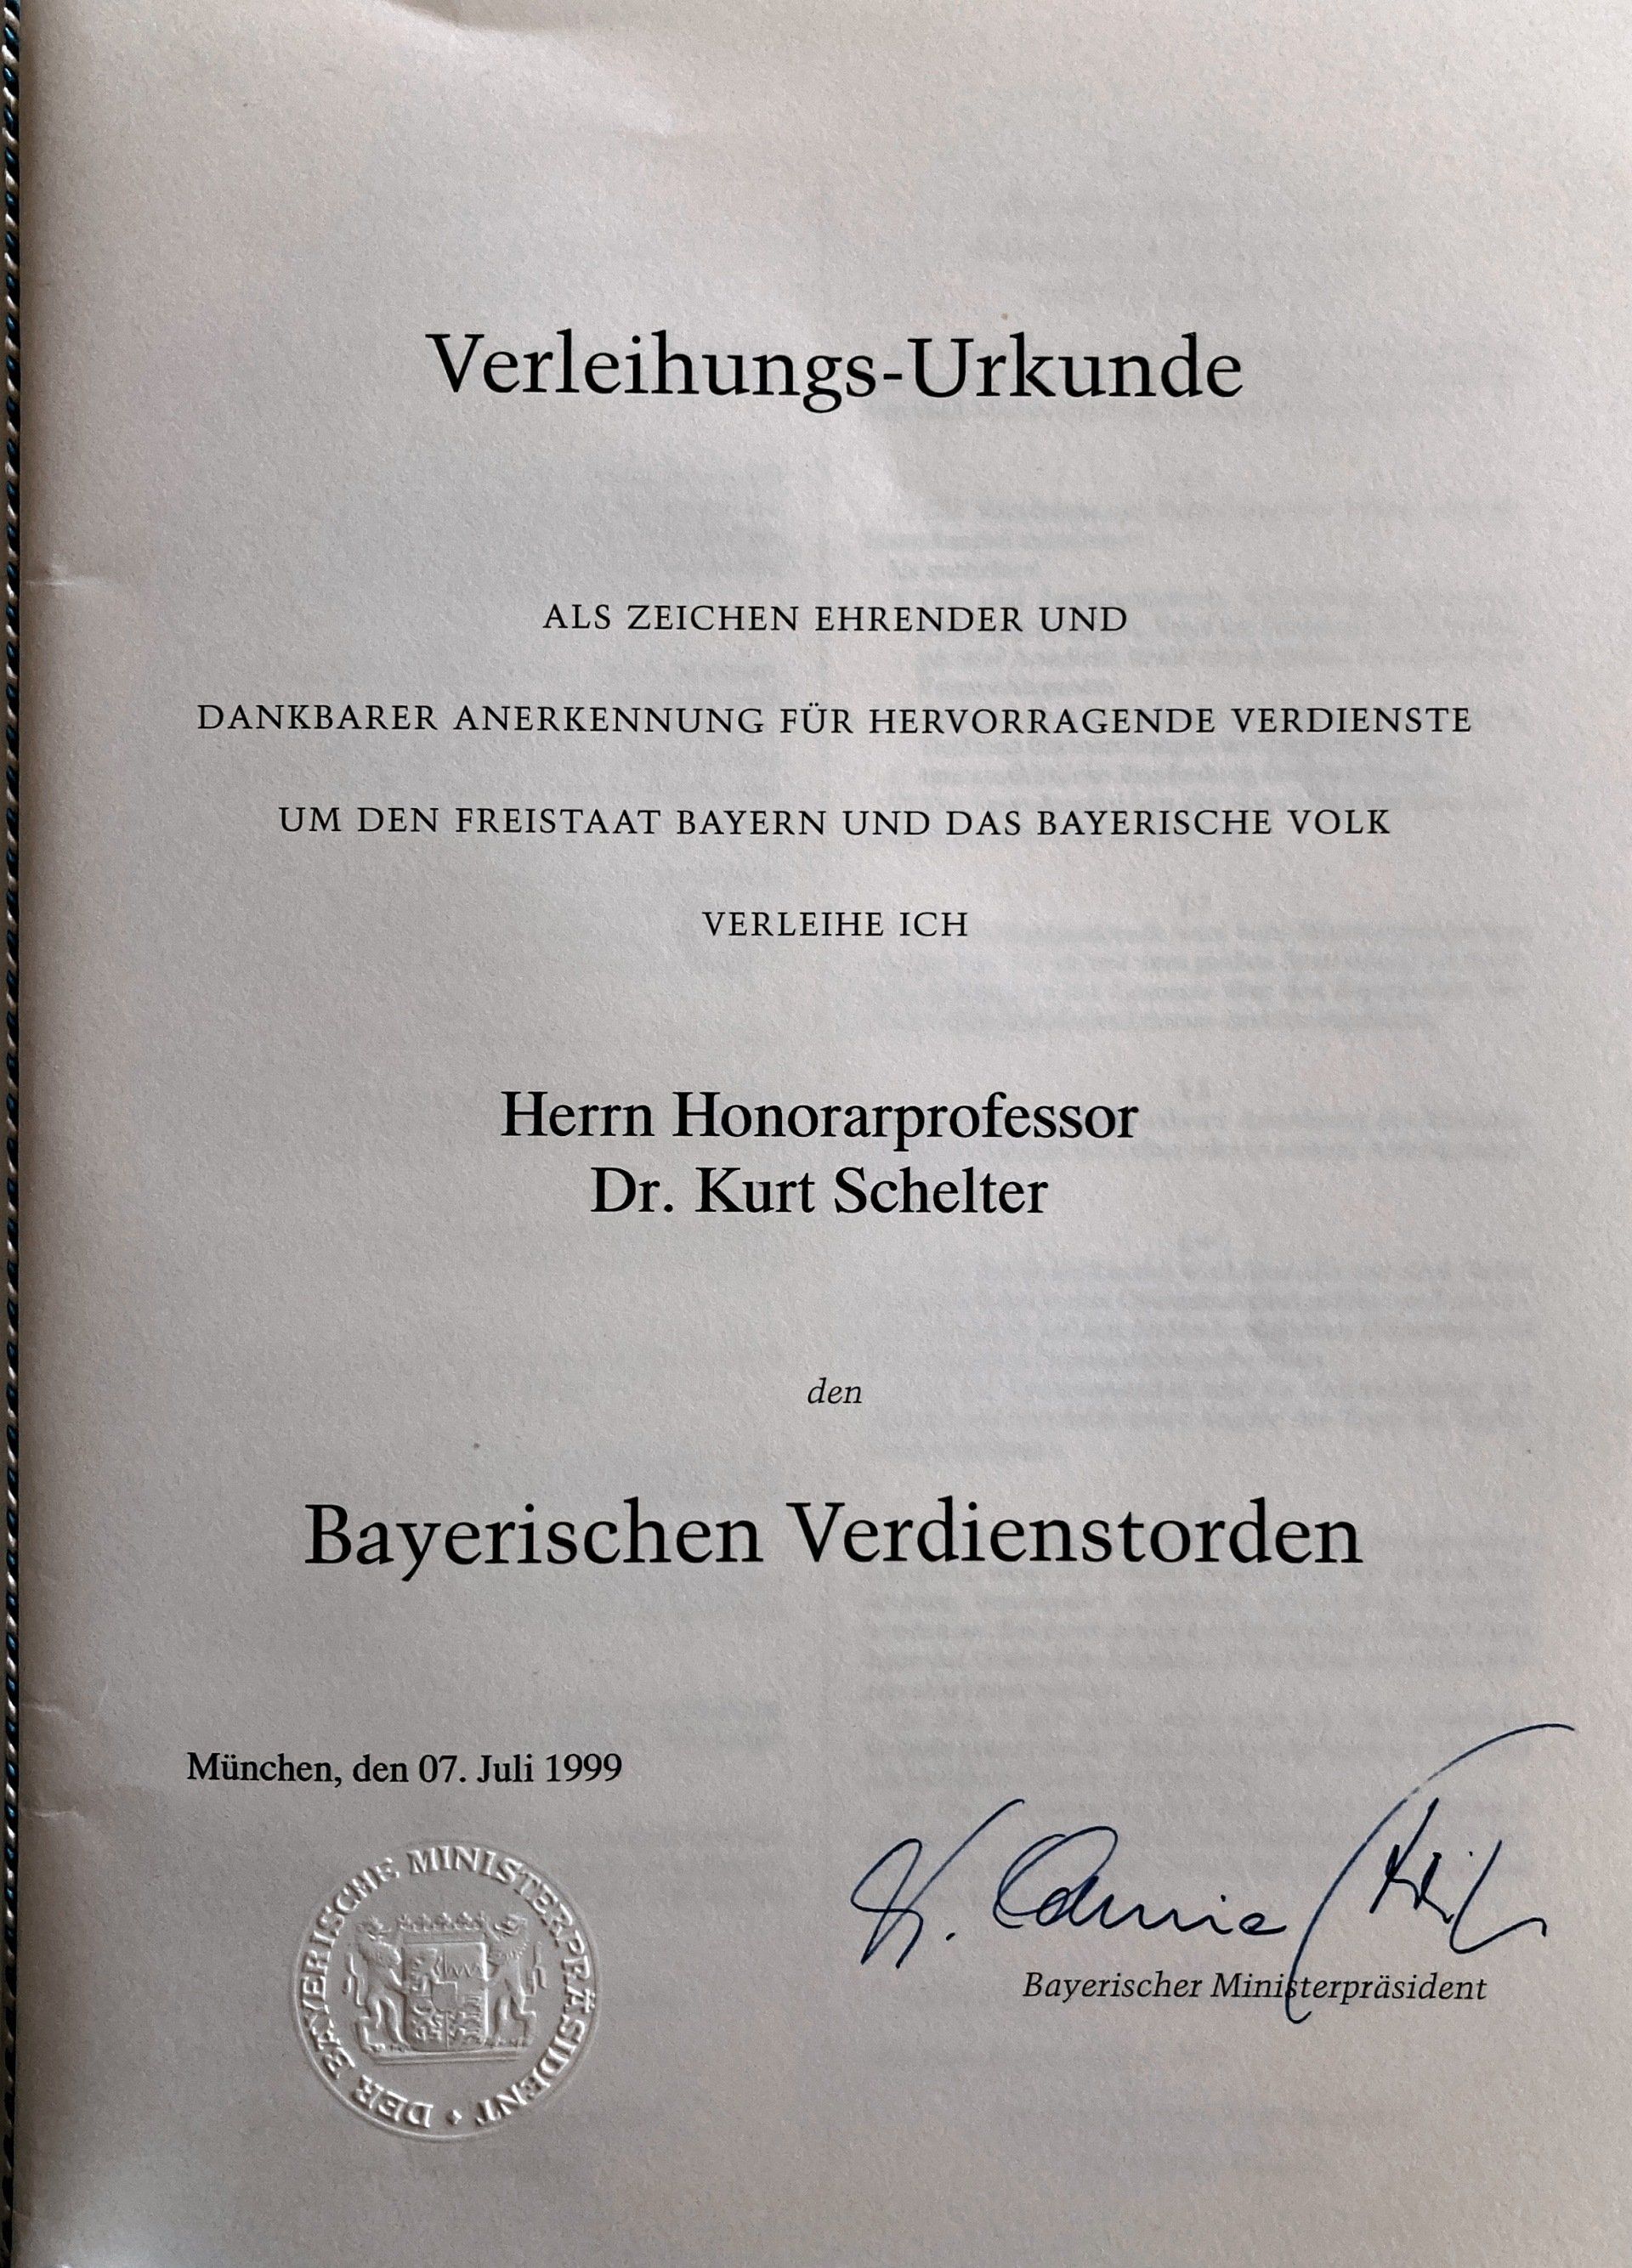 Verleihungs-Urkunde
ALS ZEICHEN EHRENDER UND
DANKBARER ANERKENNUNG FÜR HERVORRAGENDE VERDIENSTE
UM DEN FREISTAAT BAYERN UND DAS BAYERISCHE VOLK
VERLEIHE ICH
Herrn Honorarprofessor
Dr. Kurt Schelter
den
Bayerischen Verdienstorden
München, den 07. Juli 1999
DER BAYERISCHE MINISTERPRÄSIDENT
Bayerischer Ministerpräsident